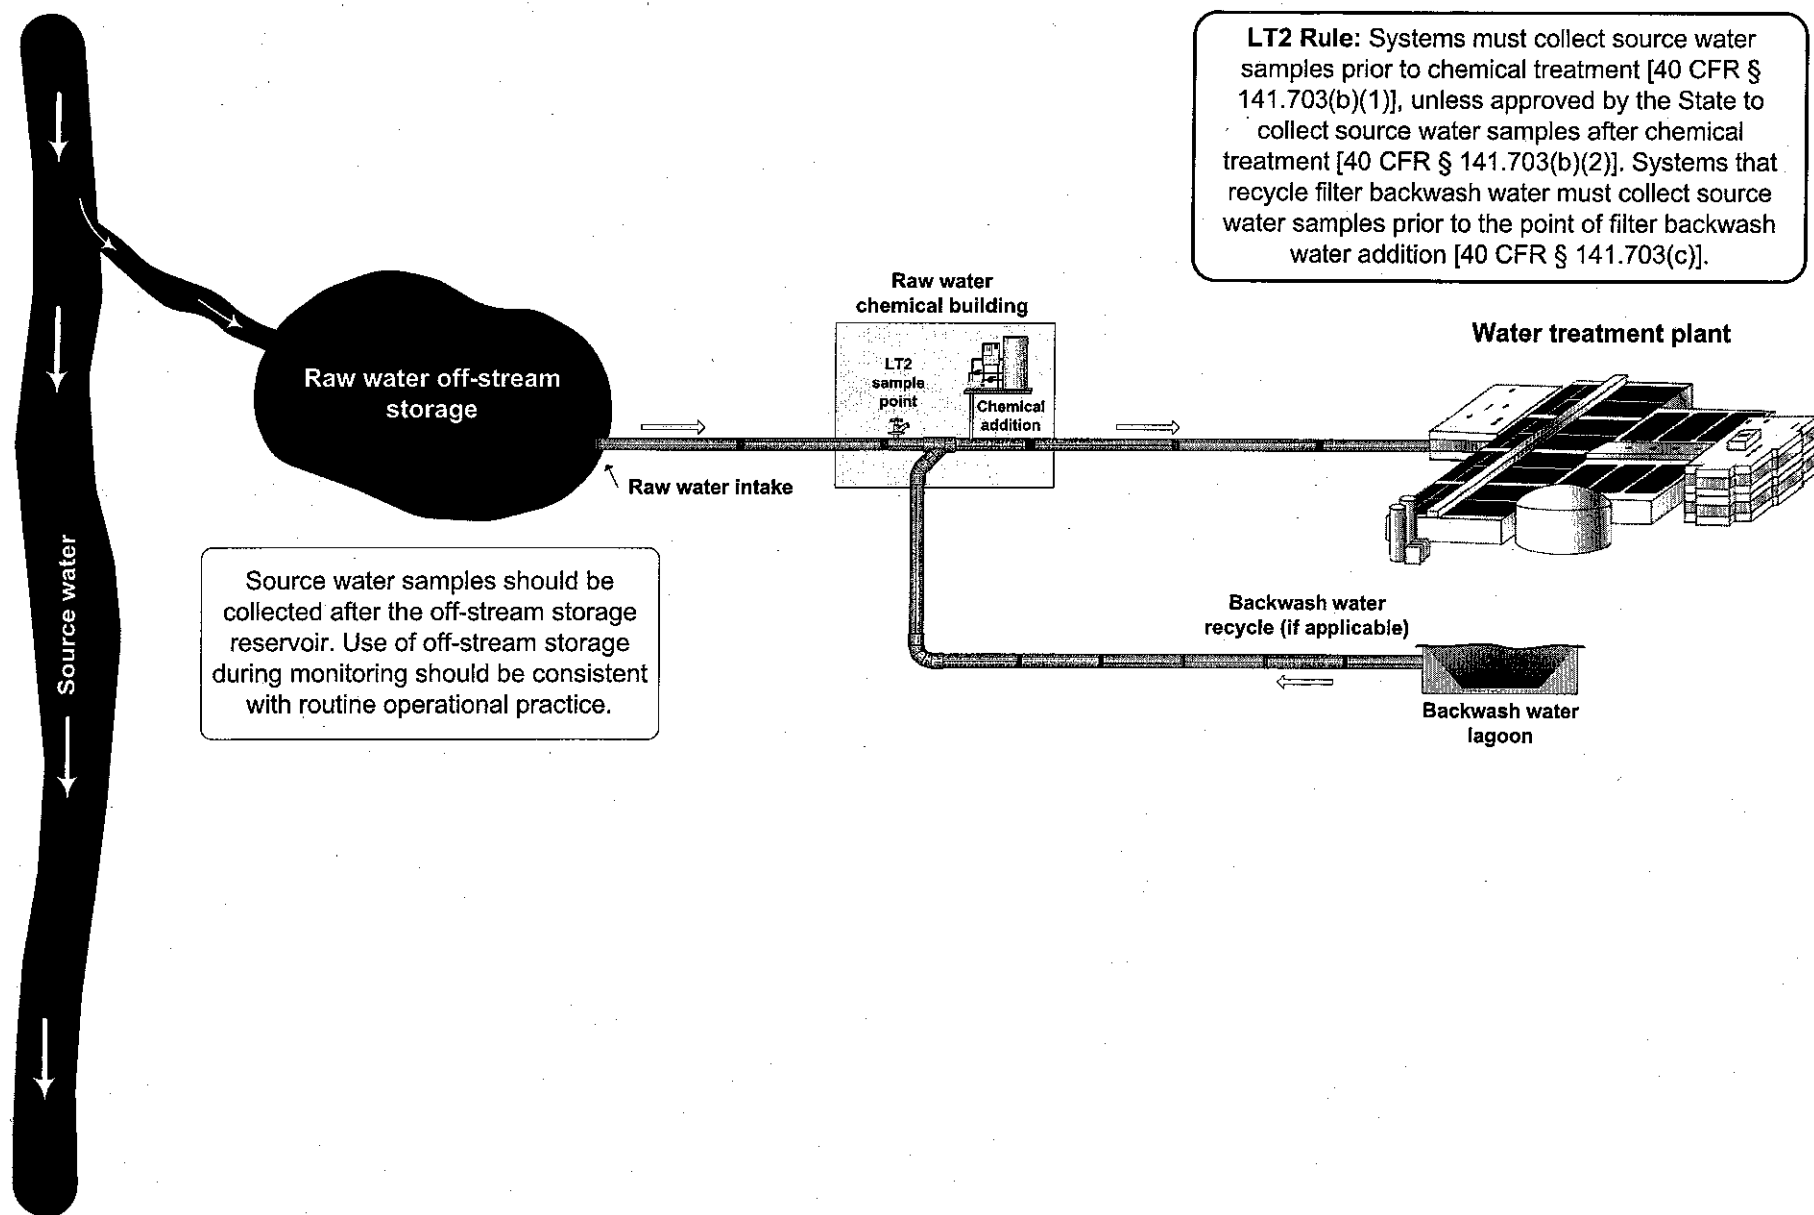 LT2 Rule: Systems must collect source water
samples prior to chemical treatment [40 CFR §
141.703(b)(1)], unless approved by the State to
collect source water samples after chemical
treatment [40 CFR § 141.703(b)(2)]. Systems that
recycle filter backwash water must collect source
water samples prior to the point of filter backwash
water addition [40 CFR § 141.703(c)].
Raw water
chemical building
Water treatment plant
LT2
sample
point
Chemical
addition
Raw water off-stream
storage
Raw water intake
Source water
Source water samples should be
collected after the off-stream storage
reservoir. Use of off-stream storage
during monitoring should be consistent
with routine operational practice.
Backwash water
recycle (if applicable)
Backwash water
lagoon